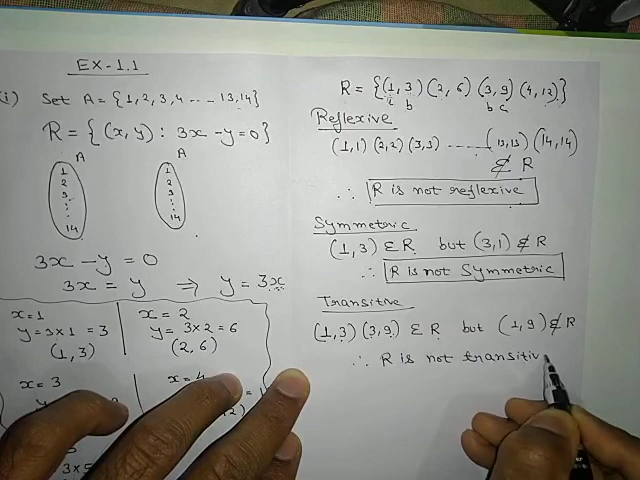 EX-1.1
(i) Set A = {1,2,3,4 ---- 13,14}
R = {(x,y) : 3x - y = 0}
A A
1 1
2 2
3 3
: :
14 14
3x - y = 0
3x = y ⇒ y = 3x
x = 1
y = 3×1 = 3
(1,3)
x = 2
y = 3×2 = 6
(2,6)
x = 3
3×5
R = {(1,3)(2,6)(3,9)(4,12)}
b b c
Reflexive
(1,1)(2,2)(3,3) -------- (13,13)(14,14)
∉ R
∴ R is not reflexive
Symmetric
(1,3) ∈ R but (3,1) ∉ R
∴ R is not Symmetric
Transitive
(1,3)(3,9) ∈ R but (1,9) ∉ R
∴ R is not transitiv